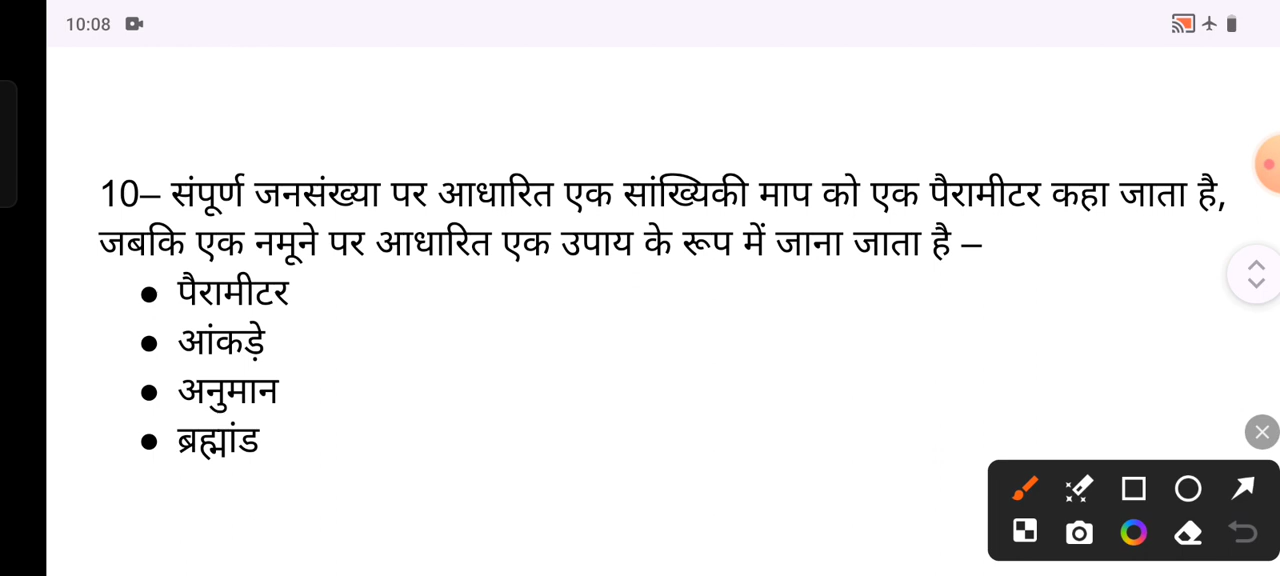 10:08
10– संपूर्ण जनसंख्या पर आधारित एक सांख्यिकी माप को एक पैरामीटर कहा जाता है,
जबकि एक नमूने पर आधारित एक उपाय के रूप में जाना जाता है –
● पैरामीटर
● आंकड़े
● अनुमान
● ब्रह्मांड